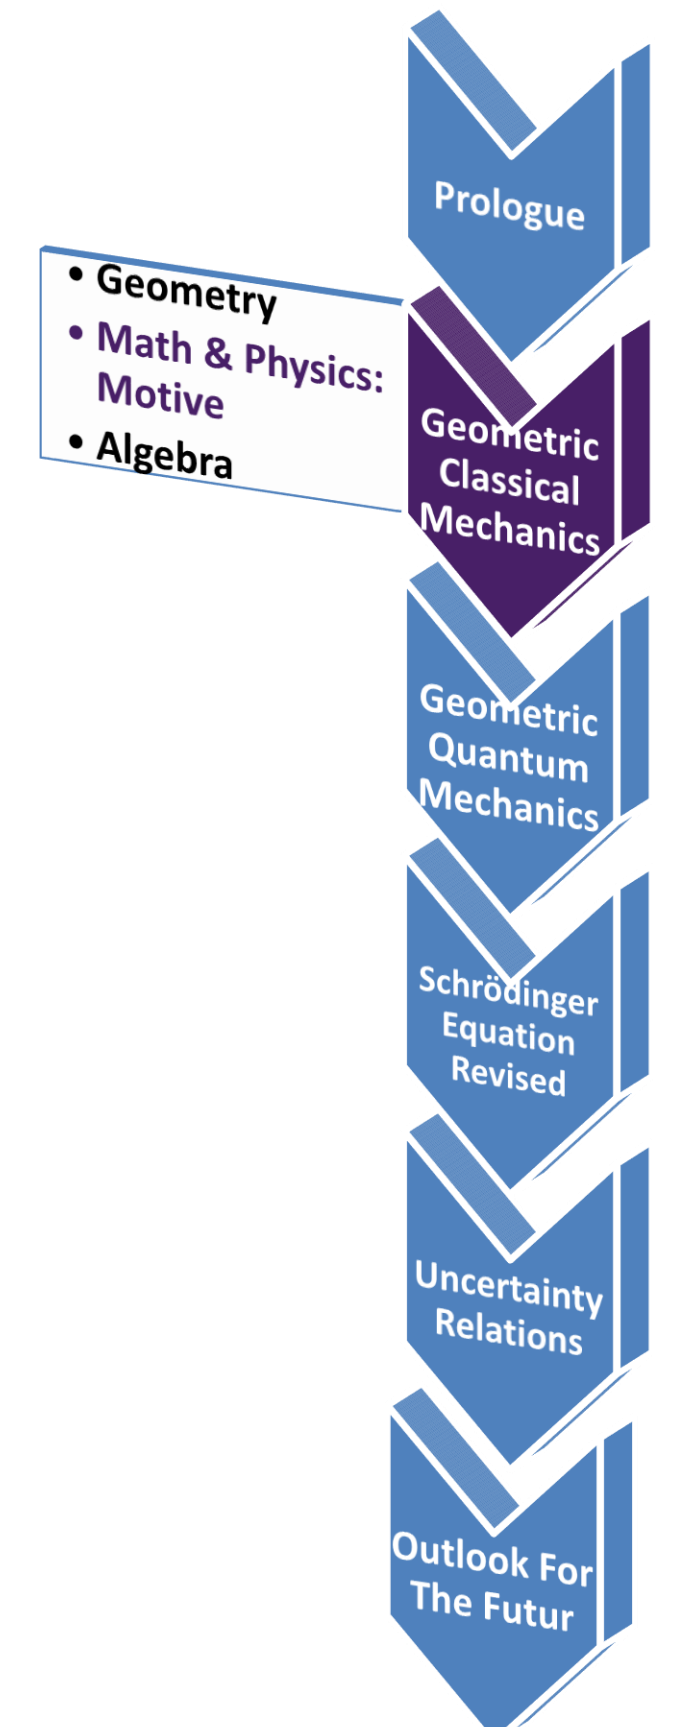 Prologue
• Geometry
• Math & Physics:
Motive
• Algebra
Geometric
Classical
Mechanics
Geometric
Quantum
Mechanics
Schrödinger
Equation
Revised
Uncertainty
Relations
Outlook For
The Futur